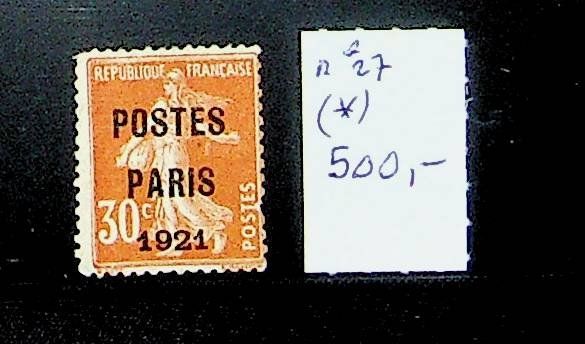 REPUBLIQUE FRANÇAISE
POSTES
PARIS
30c
1921
POSTES
n° 27
(*)
500,-